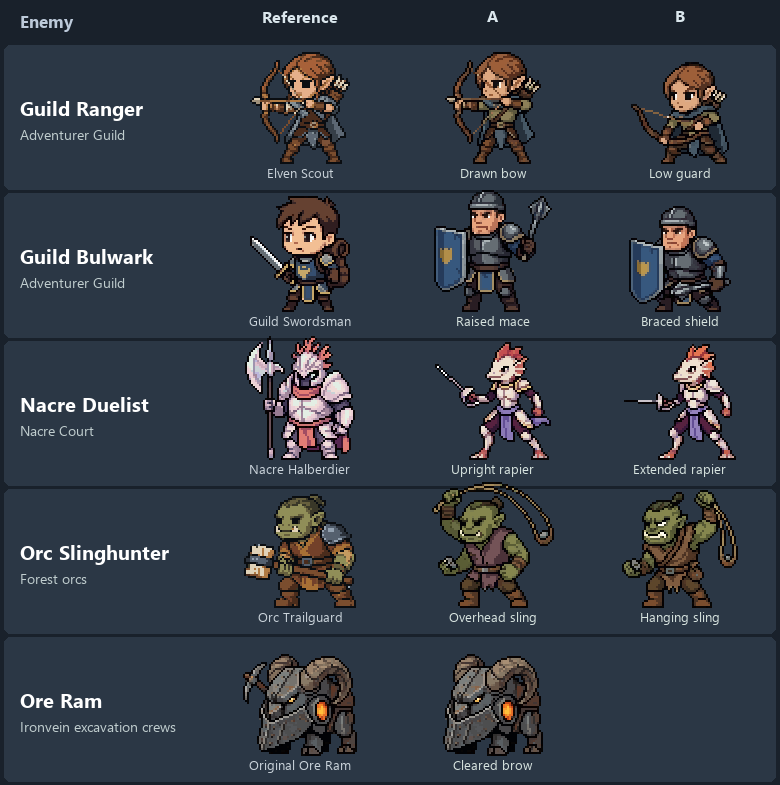 Enemy Reference A B
Guild Ranger
Adventurer Guild
Elven Scout Drawn bow Low guard
Guild Bulwark
Adventurer Guild
Guild Swordsman Raised mace Braced shield
Nacre Duelist
Nacre Court
Nacre Halberdier Upright rapier Extended rapier
Orc Slinghunter
Forest orcs
Orc Trailguard Overhead sling Hanging sling
Ore Ram
Ironvein excavation crews
Original Ore Ram Cleared brow